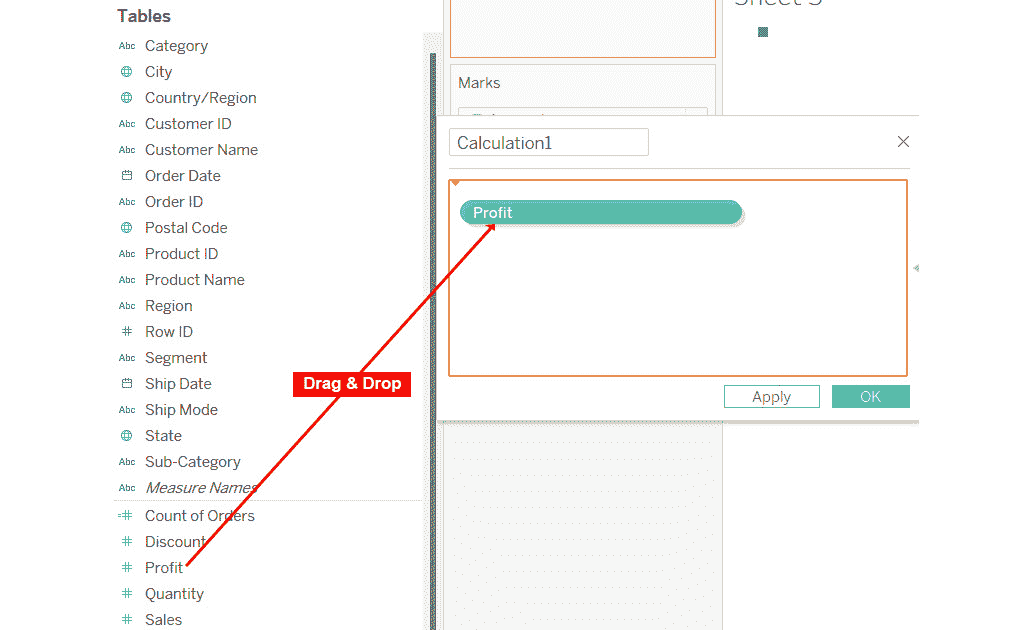 Tables
Abc Category
City
Country/Region
Abc Customer ID
Abc Customer Name
Order Date
Abc Order ID
Postal Code
Abc Product ID
Abc Product Name
Abc Region
# Row ID
Abc Segment
Ship Date
Abc Ship Mode
State
Abc Sub-Category
Abc Measure Names
=# Count of Orders
# Discount
# Profit
# Quantity
# Sales
Marks
Calculation1
Profit
Drag & Drop
Apply
OK